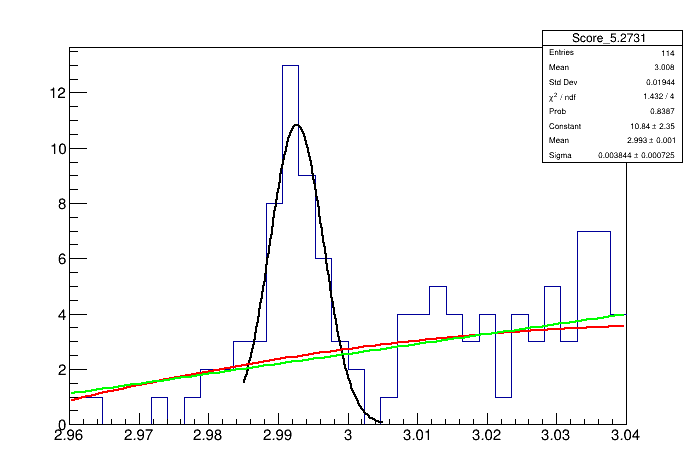 Score_5.2731
Entries 114
Mean 3.008
Std Dev 0.01944
χ² / ndf 1.432 / 4
Prob 0.8387
Constant 10.84 ± 2.35
Mean 2.993 ± 0.001
Sigma 0.003844 ± 0.000725
12
10
8
6
4
2
0
2.96 2.97 2.98 2.99 3 3.01 3.02 3.03 3.04